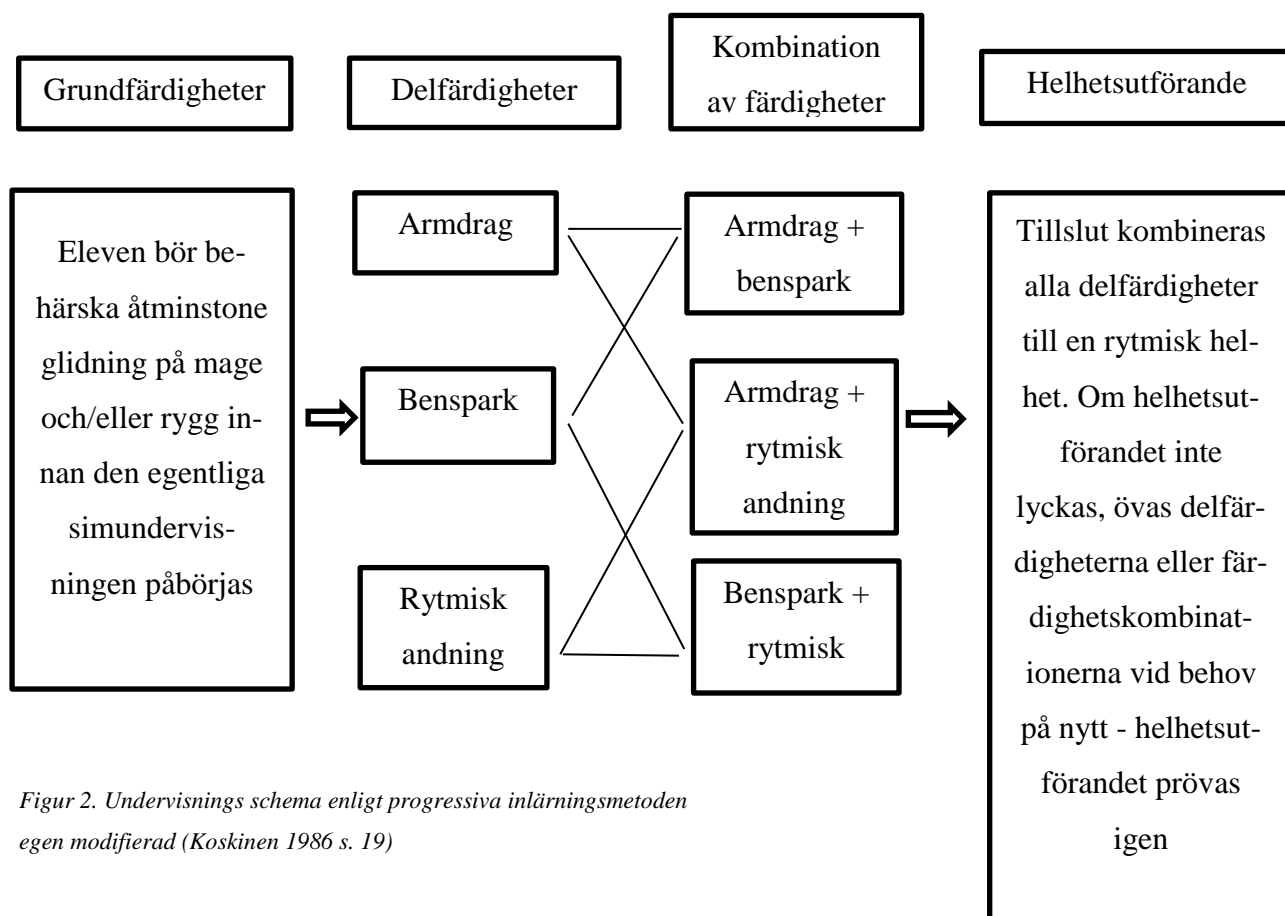 Grundfärdigheter
Delfärdigheter
Kombination
av färdigheter
Helhetsutförande
Eleven bör be-
härska åtminstone
glidning på mage
och/eller rygg in-
nan den egentliga
simundervis-
ningen påbörjas
Armdrag
Benspark
Rytmisk
andning
Armdrag +
benspark
Armdrag +
rytmisk
andning
Benspark +
rytmisk
Tillslut kombineras
alla delfärdigheter
till en rytmisk hel-
het. Om helhetsut-
förandet inte
lyckas, övas delfär-
digheterna eller fär-
dighetskombinat-
ionerna vid behov
på nytt - helhetsut-
förandet prövas
igen
Figur 2. Undervisnings schema enligt progressiva inlärningsmetoden
egen modifierad (Koskinen 1986 s. 19)